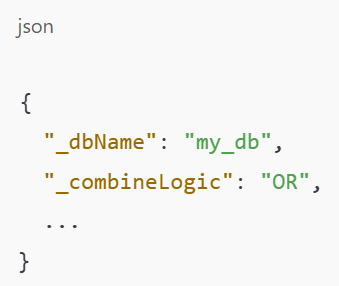 json
{
  "_dbName": "my_db",
  "_combineLogic": "OR",
  ...
}